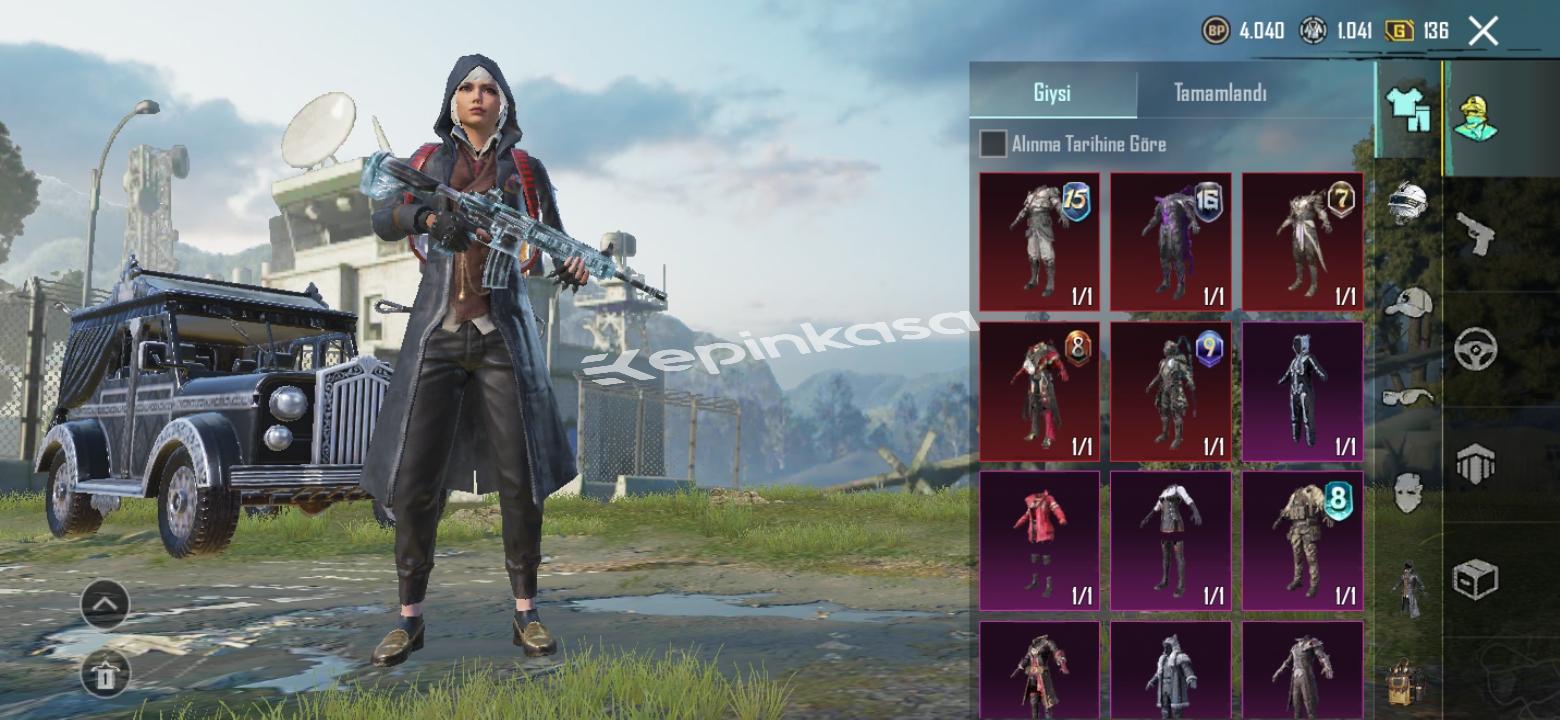 BP 4.040 1.041 G 136
Giysi Tamamlandı
Alınma Tarihine Göre
15 16 7
1/1 1/1 1/1
epinkasa
8 9
1/1 1/1 1/1
8
1/1 1/1 1/1